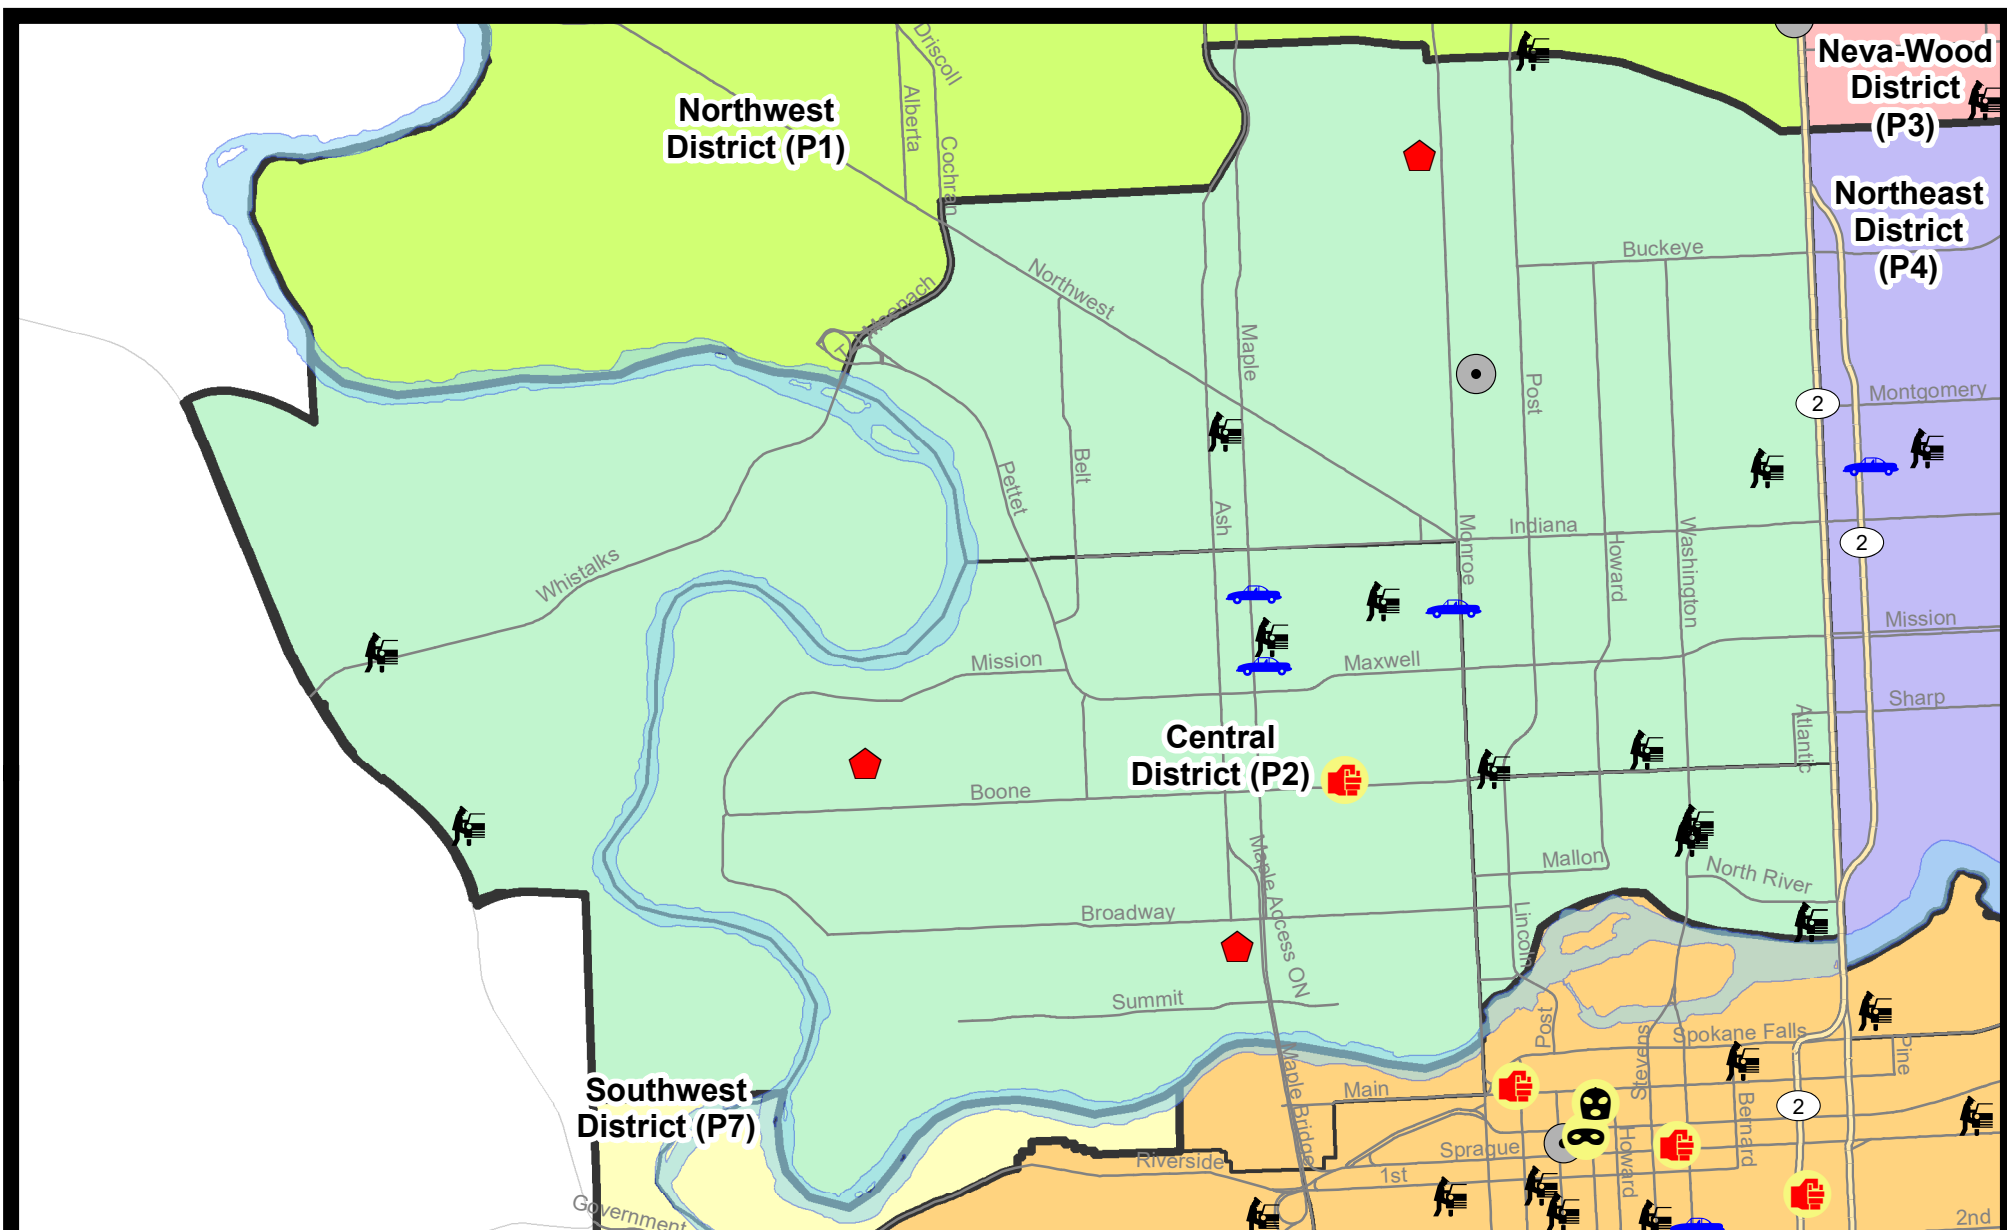 Driscoll
Neva-Wood
District
(P3)
Northwest
District (P1)
Alberta
Cochran
Northeast
District
(P4)
Buckeye
Northwest
Maple
Post
Montgomery
2
Belt
Pettet
Ash
Monroe
Indiana
Howard
Washington
2
Whistalks
Mission
Mission
Maxwell
Sharp
Atlantic
Central
District (P2)
Boone
Mallon
North River
Maple Access ON
Broadway
Lincoln
Summit
Post
Stevens
Spokane Falls
Pine
Maple Bridge
Main
Bernard
2
Southwest
District (P7)
Howard
Sprague
Riverside
1st
Government
2nd